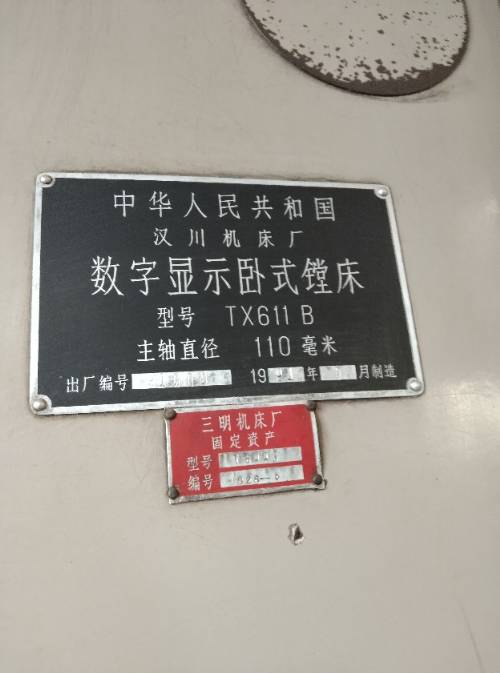 中华人民共和国
汉川机床厂
数字显示卧式镗床
型号 TX611 B
主轴直径 110 毫米
出厂编号 19 年 月制造
三明机床厂
固定資产
型号
编号